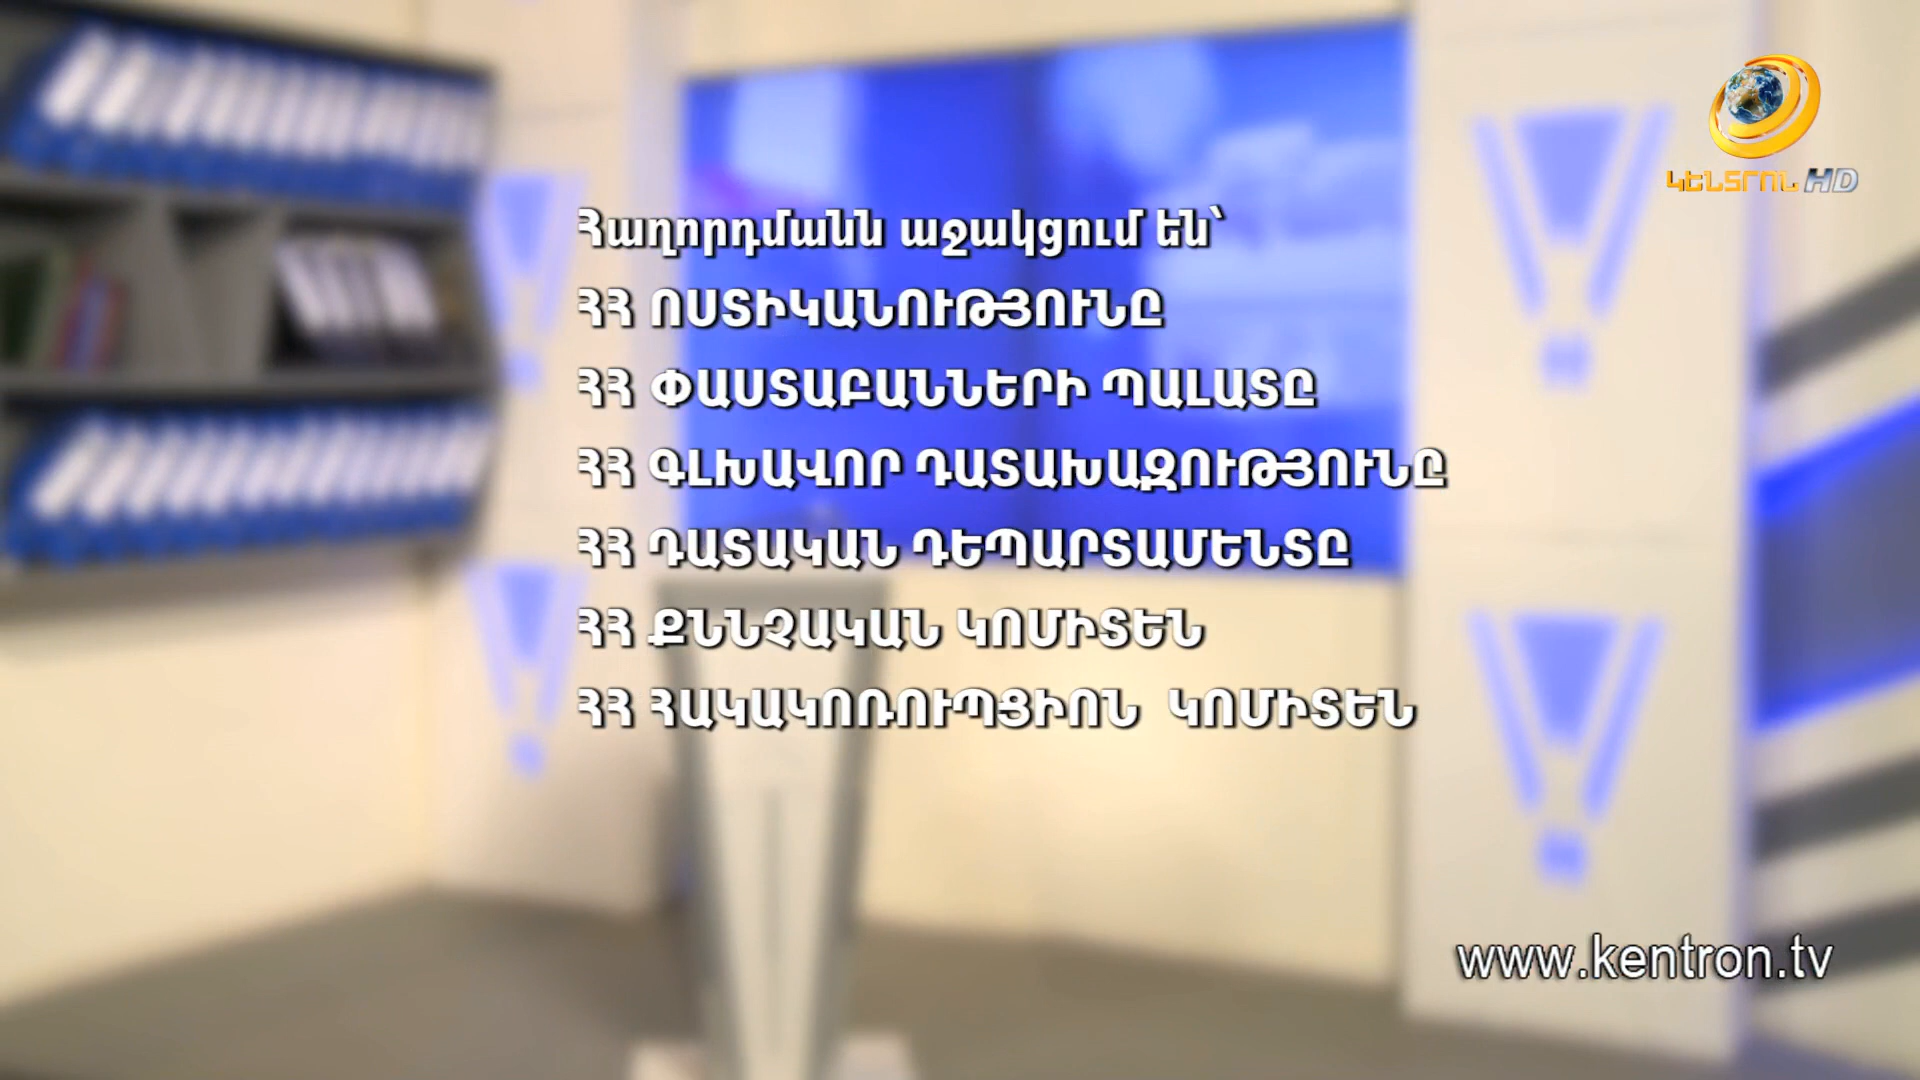 ԿԵՆՏՐՈՆ HD
Հաղորդմանն աջակցում են՝
ՀՀ ՈՍՏԻԿԱՆՈՒԹՅՈՒՆԸ
ՀՀ ՓԱՍՏԱԲԱՆՆԵՐԻ ՊԱԼԱՏԸ
ՀՀ ԳԼԽԱՎՈՐ ԴԱՏԱԽԱԶՈՒԹՅՈՒՆԸ
ՀՀ ԴԱՏԱԿԱՆ ԴԵՊԱՐՏԱՄԵՆՏԸ
ՀՀ ՔՆՆՉԱԿԱՆ ԿՈՄԻՏԵՆ
ՀՀ ՀԱԿԱԿՈՌՈՒՊՑԻՈՆ ԿՈՄԻՏԵՆ
www.kentron.tv